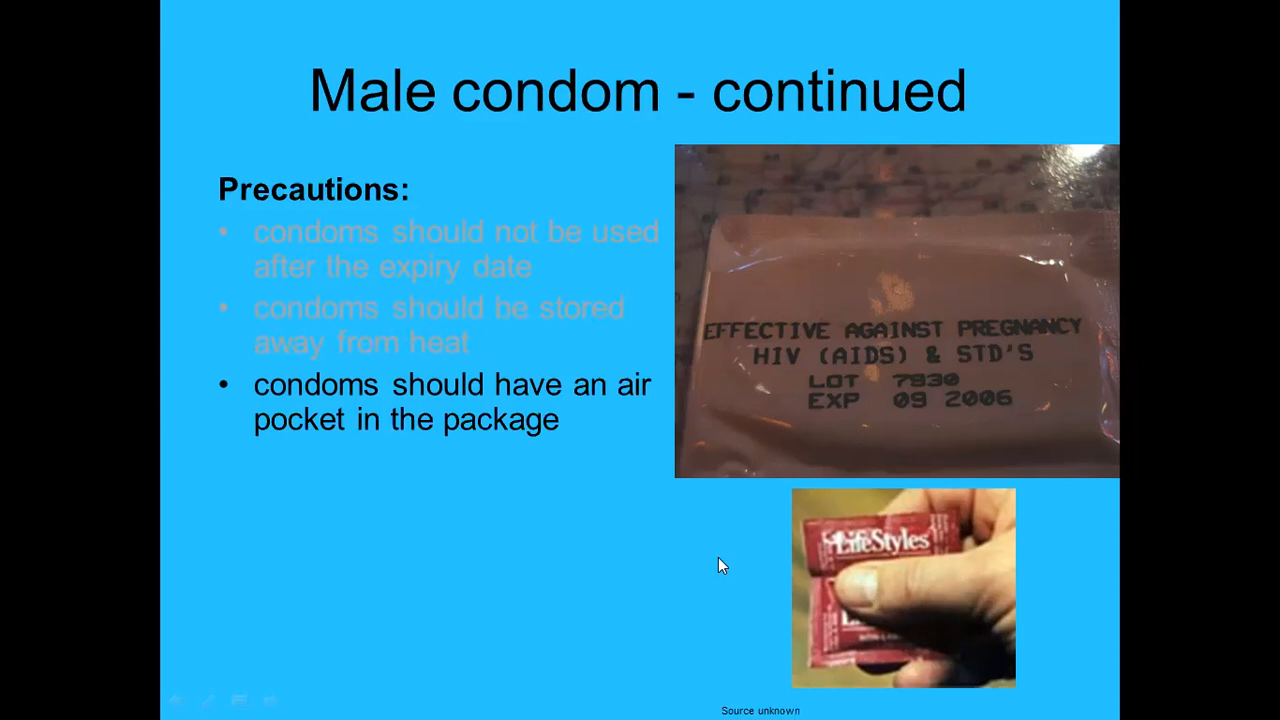 Male condom - continued
Precautions:
• condoms should not be used
after the expiry date
• condoms should be stored
away from heat
• condoms should have an air
pocket in the package
EFFECTIVE AGAINST PREGNANCY
HIV (AIDS) & STD'S
LOT 7930
EXP 09 2006
LifeStyles
Source unknown